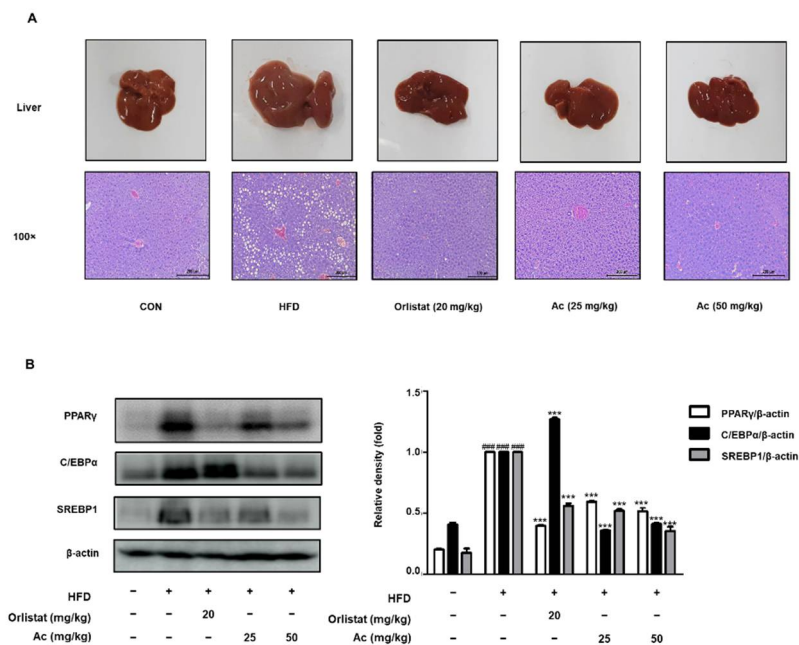 A
Liver
100×
CON HFD Orlistat (20 mg/kg) Ac (25 mg/kg) Ac (50 mg/kg)
B
PPARγ
C/EBPα
SREBP1
β-actin
HFD − + + + +
Orlistat (mg/kg) − − 20 − −
Ac (mg/kg) − − − 25 50
Relative density (fold)
1.5
1.0
0.5
0.0
### ### ###
*** *** ***
*** *** ***
*** *** ***
PPARγ/β-actin
C/EBPα/β-actin
SREBP1/β-actin
HFD − + + + +
Orlistat (mg/kg) − − 20 − −
Ac (mg/kg) − − − 25 50